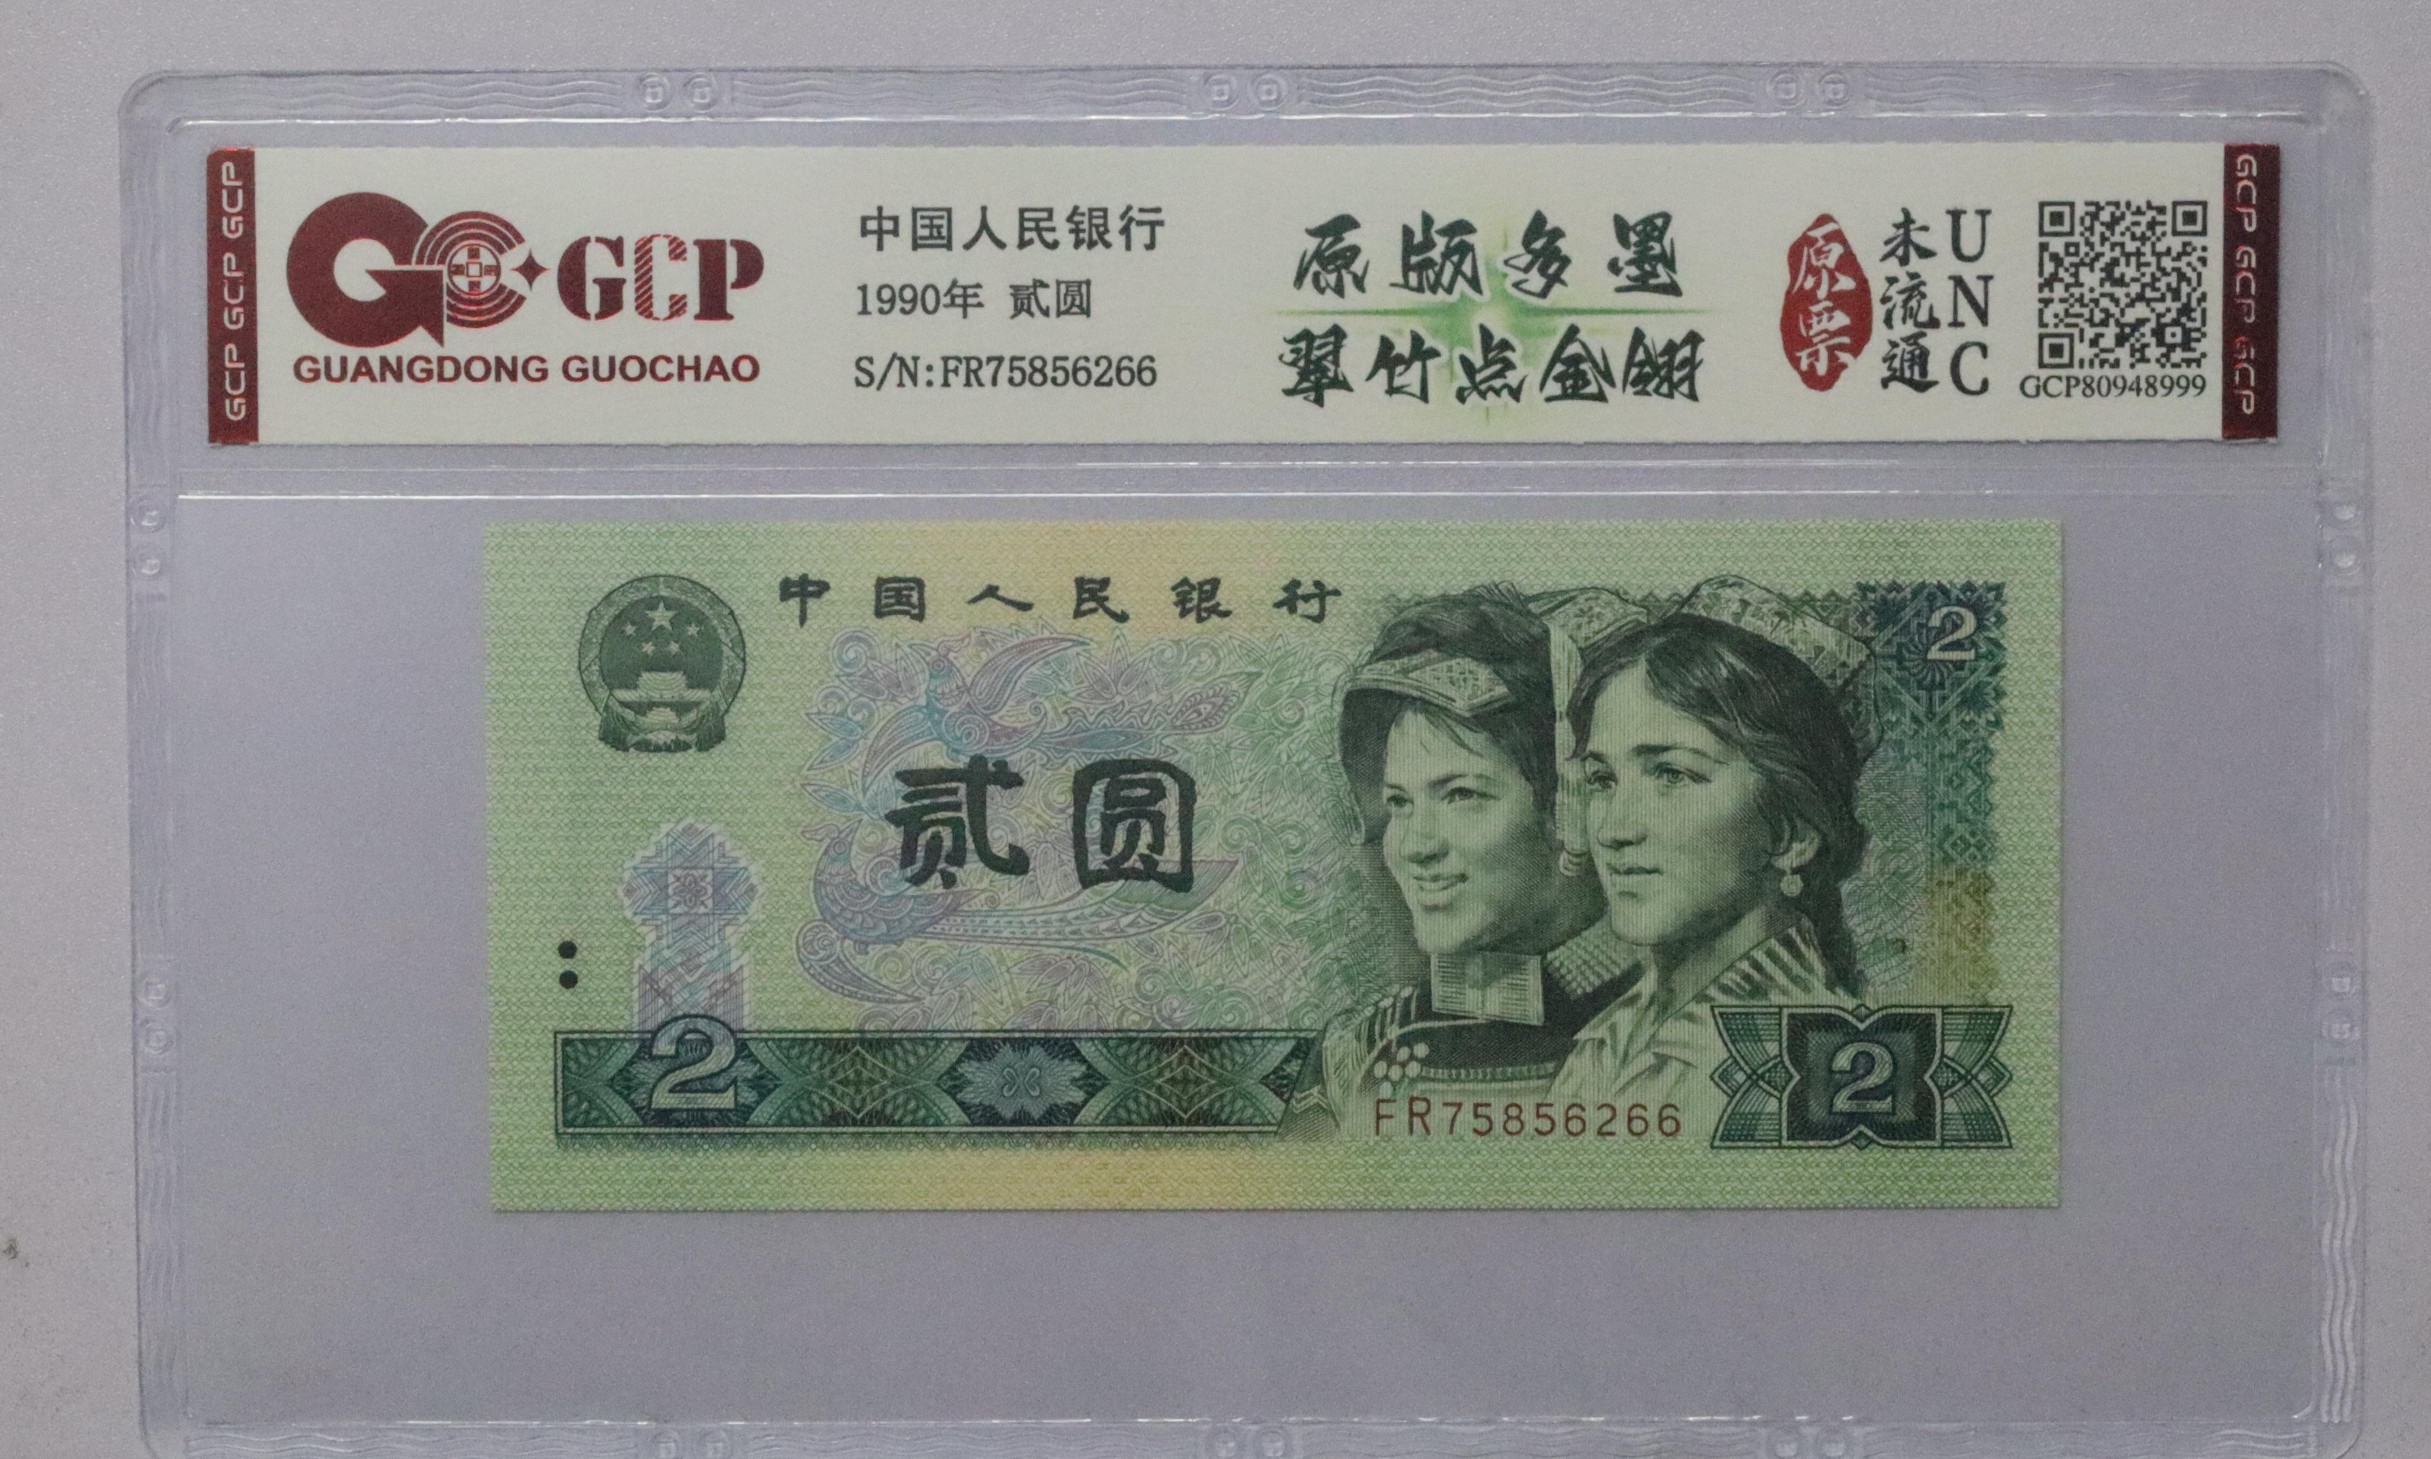 GCP GCP GCP
GCP
GUANGDONG GUOCHAO
中国人民银行
1990年 贰圆
S/N:FR75856266
原版多墨
翠竹点金翅
原票
未流通
UNC
GCP80948999
GCP GCP GCP
中国人民银行
2
贰圆
2
FR75856266
2